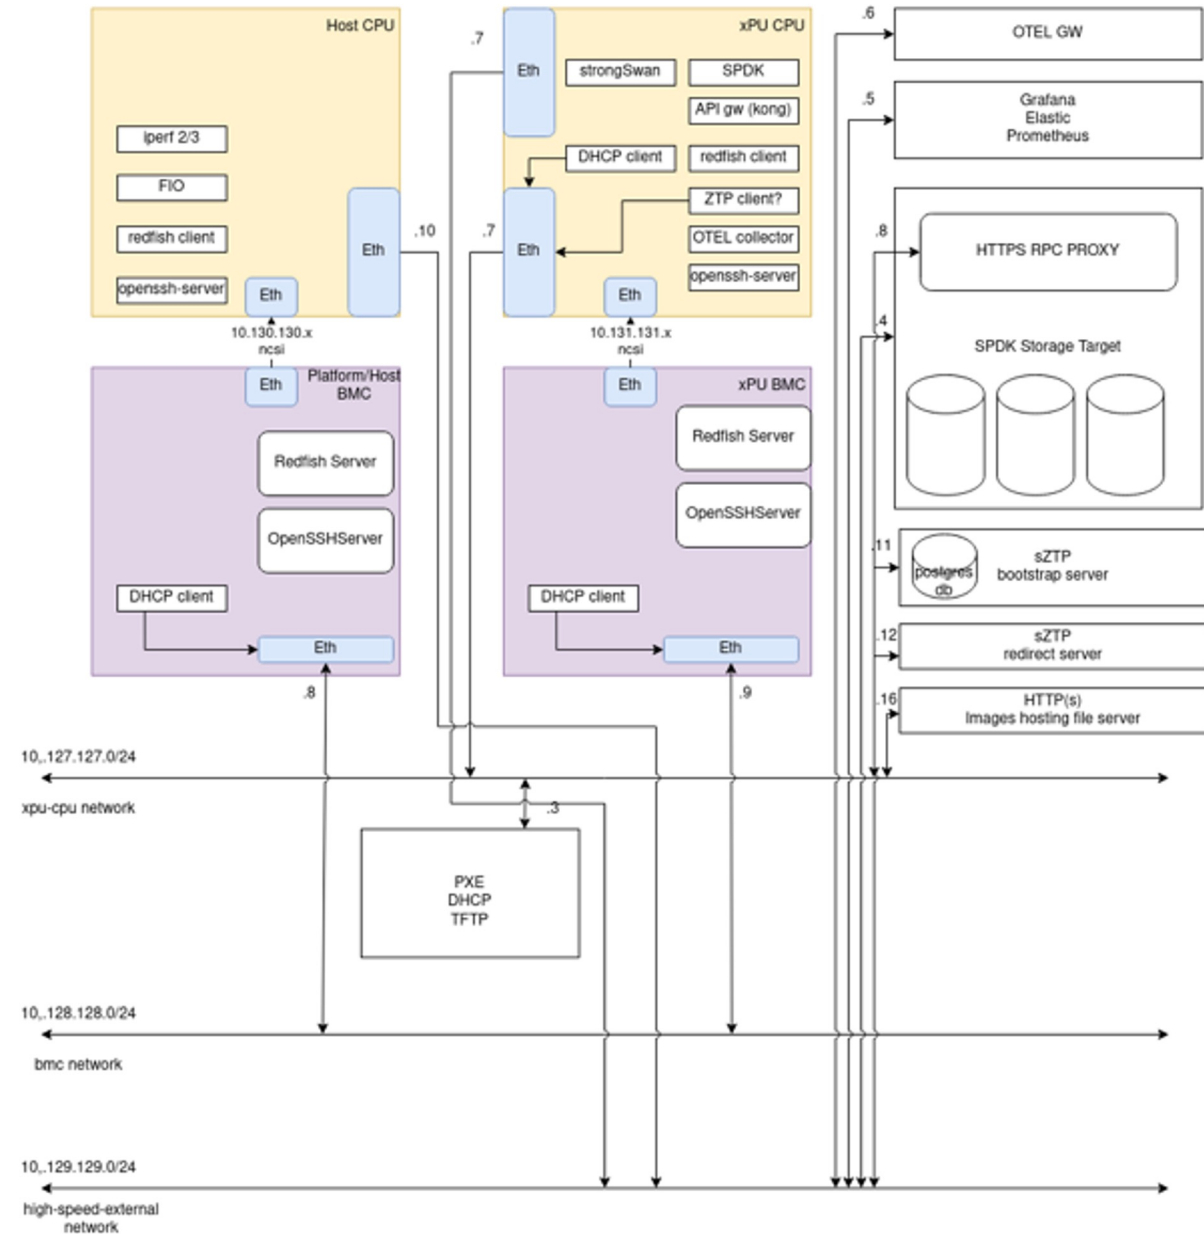 Host CPU
iperf 2/3
FIO
redfish client
openssh-server
Eth
Eth
.10
10.130.130.x
ncsi
Eth
Platform/Host
BMC
Redfish Server
OpenSSHServer
DHCP client
Eth
.8
.7
xPU CPU
Eth
strongSwan
SPDK
API gw (kong)
DHCP client
redfish client
ZTP client?
.7
Eth
OTEL collector
openssh-server
Eth
10.131.131.x
ncsi
Eth
xPU BMC
Redfish Server
OpenSSHServer
DHCP client
Eth
.9
.6
OTEL GW
.5
Grafana
Elastic
Prometheus
.8
HTTPS RPC PROXY
.4
SPDK Storage Target
.11
postgres
db
sZTP
bootstrap server
.12
sZTP
redirect server
.16
HTTP(s)
Images hosting file server
10,.127.127.0/24
xpu-cpu network
.3
PXE
DHCP
TFTP
10,.128.128.0/24
bmc network
10,.129.129.0/24
high-speed-external
network